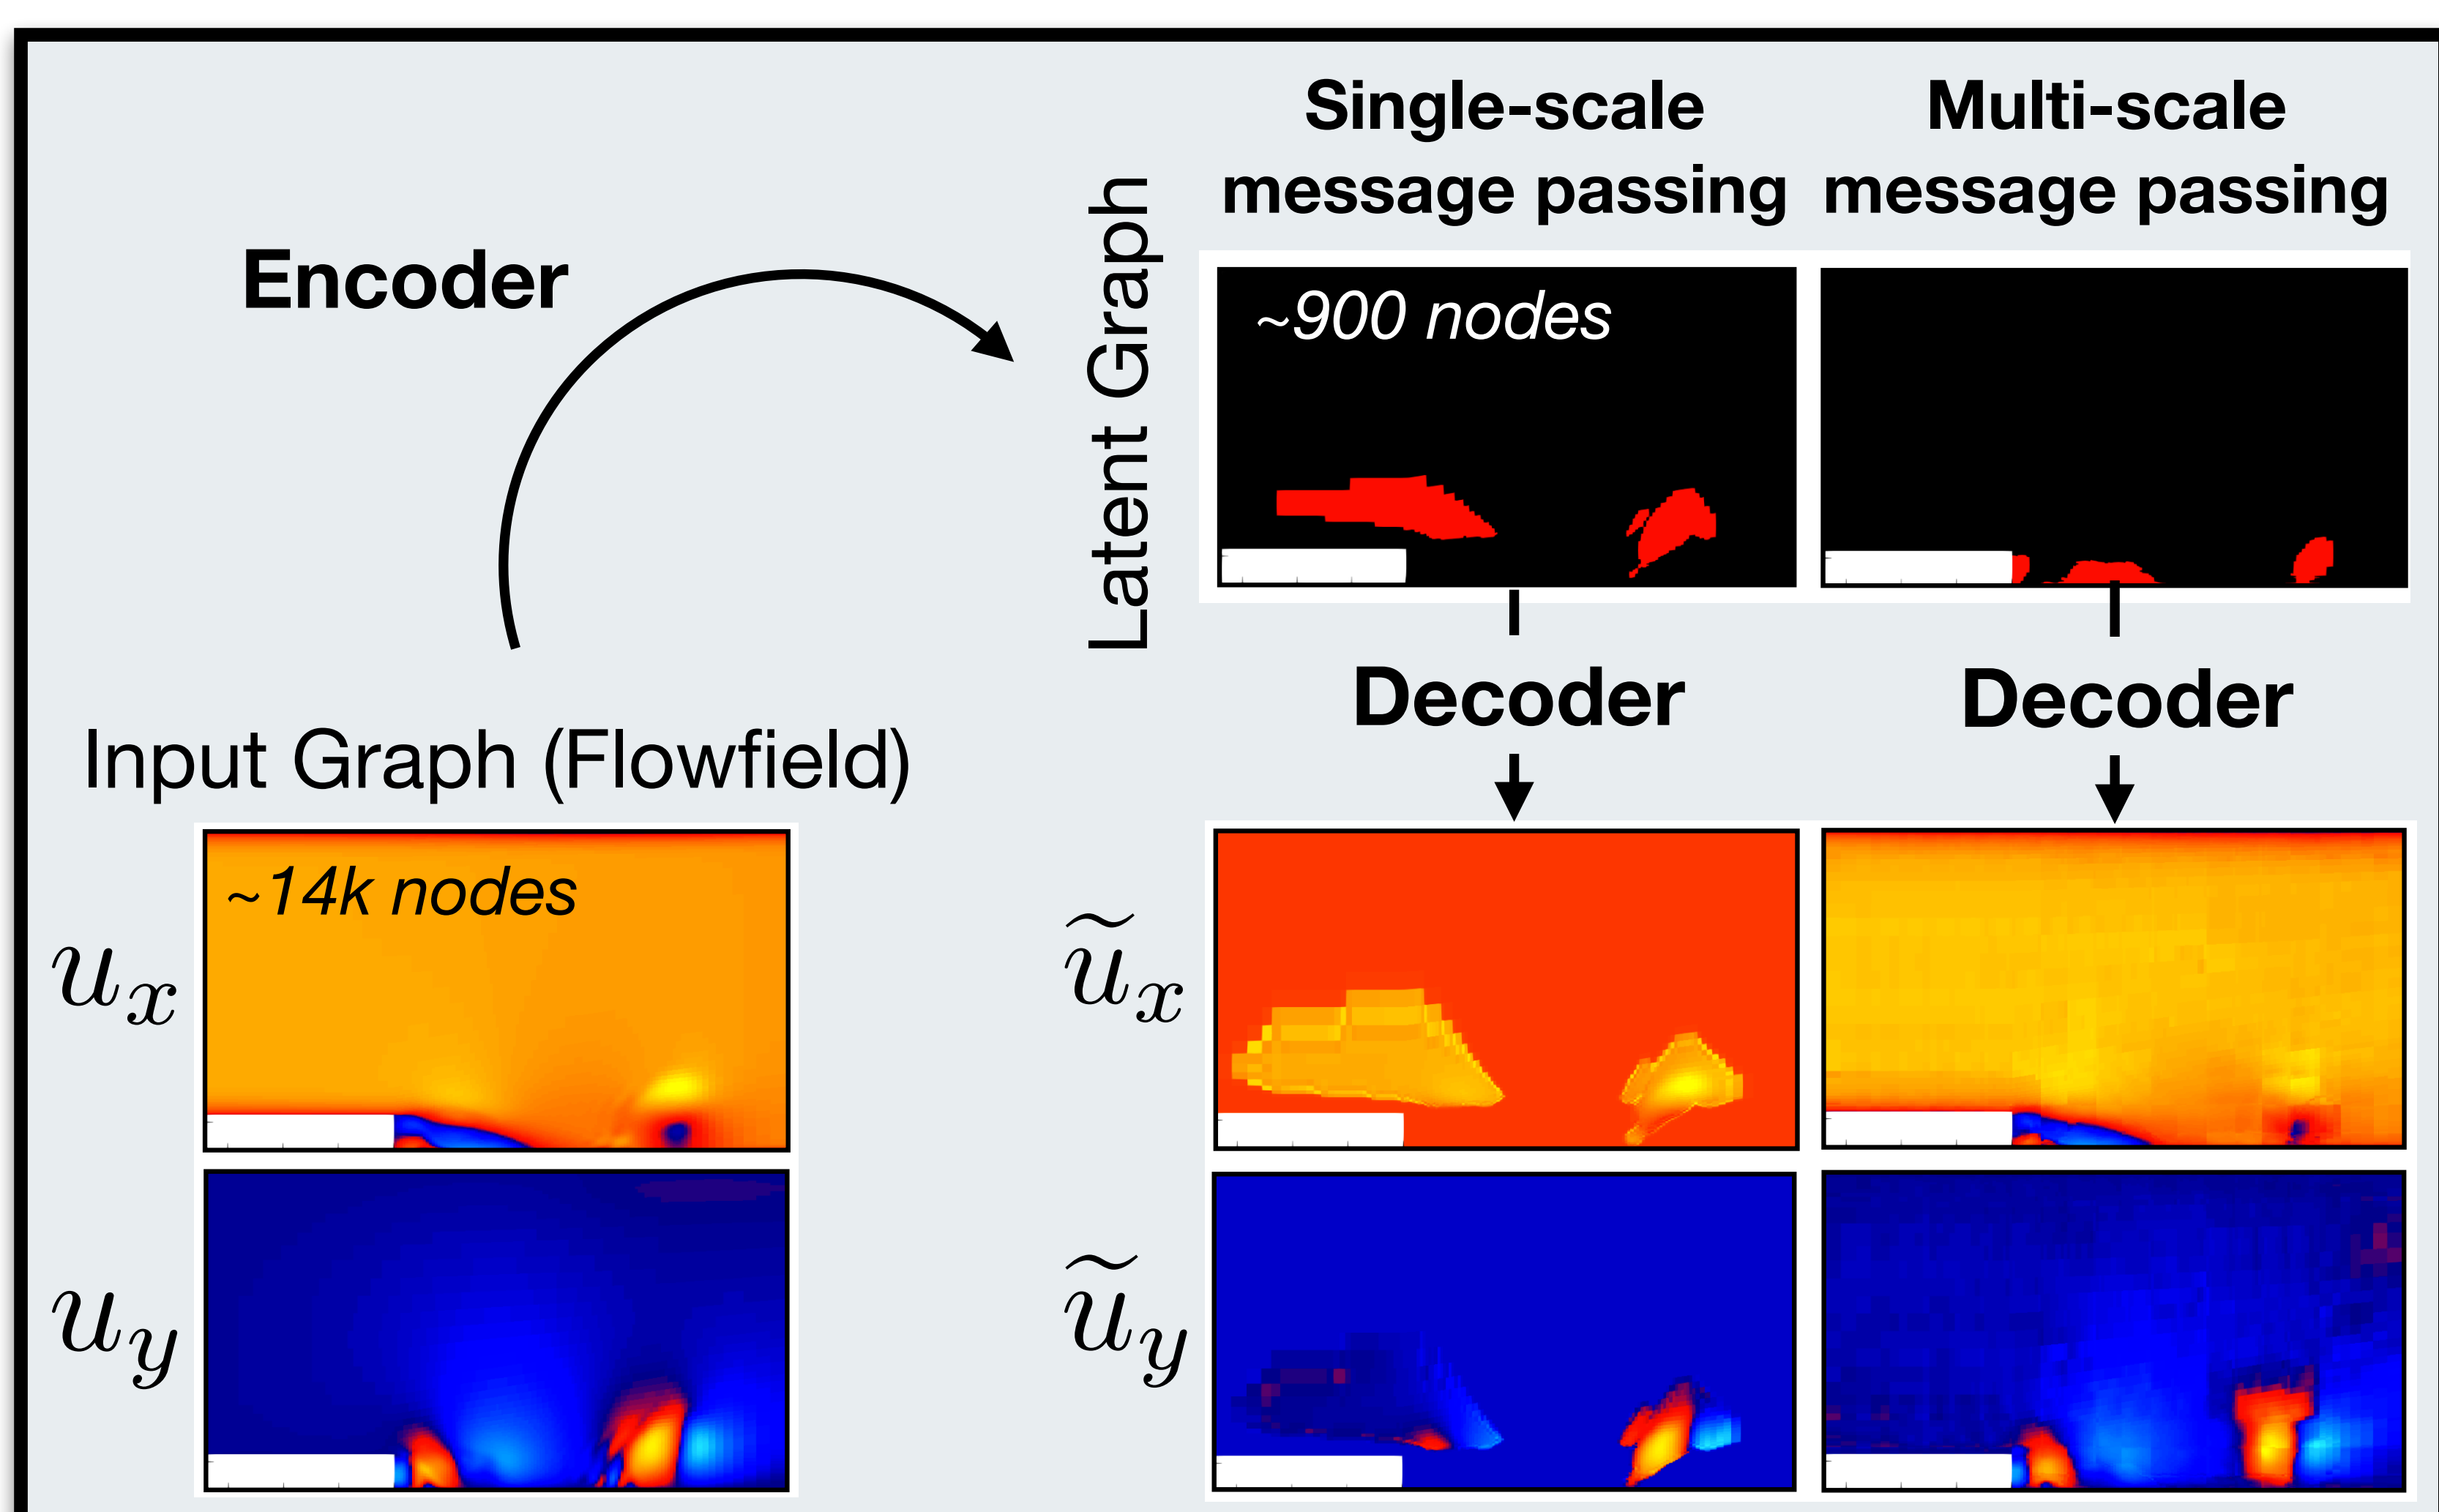 Single-scale message passing
Multi-scale message passing
Encoder
Latent Graph
~900 nodes
Decoder
Decoder
Input Graph (Flowfield)
~14k nodes
u_x
ũ_x
u_y
ũ_y